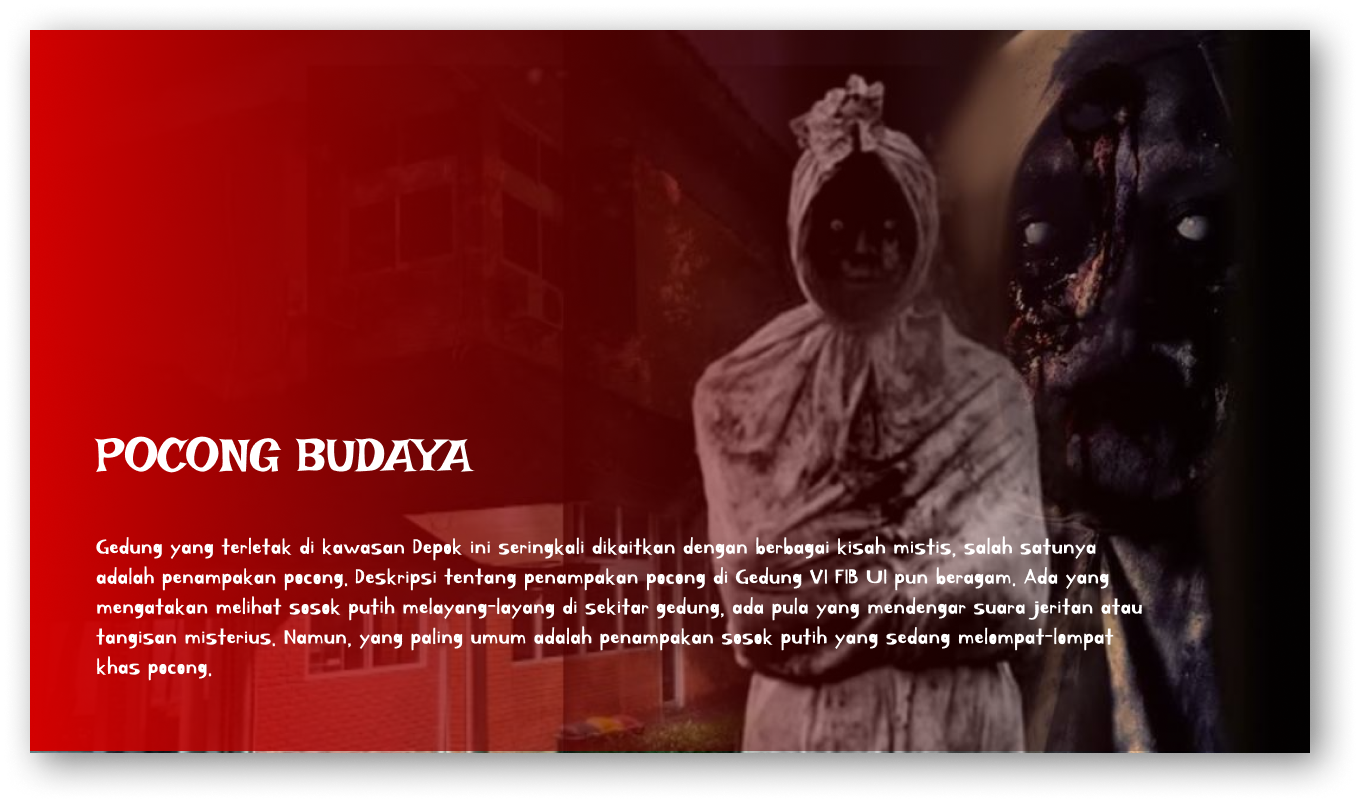 POCONG BUDAYA
Gedung yang terletak di kawasan Depok ini seringkali dikaitkan dengan berbagai kisah mistis, salah satunya
adalah penampakan pocong. Deskripsi tentang penampakan pocong di Gedung VI FIB UI pun beragam. Ada yang
mengatakan melihat sosok putih melayang-layang di sekitar gedung, ada pula yang mendengar suara jeritan atau
tangisan misterius. Namun, yang paling umum adalah penampakan sosok putih yang sedang melompat-lompat
khas pocong.